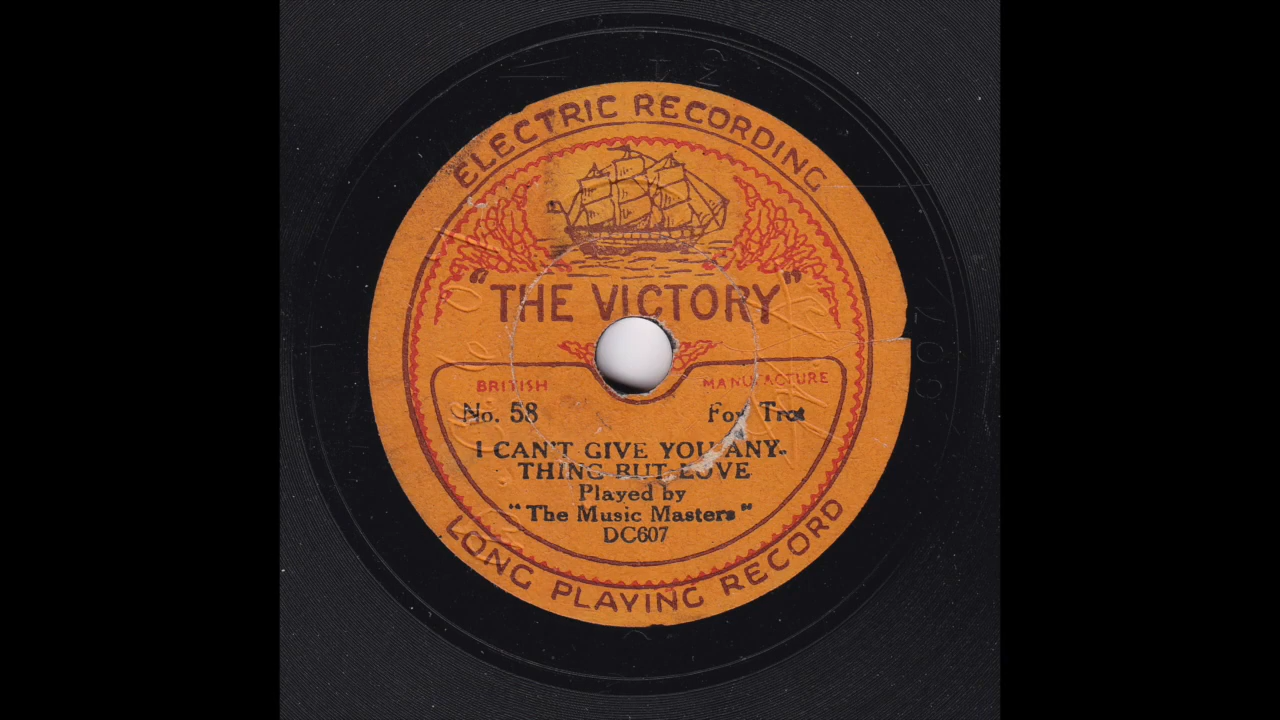 ELECTRIC RECORDING
"THE VICTORY"
BRITISH MANUFACTURE
No. 58 Fox Trot
I CAN'T GIVE YOU ANY-
THING BUT LOVE
Played by
"The Music Masters"
DC607
LONG PLAYING RECORD
607